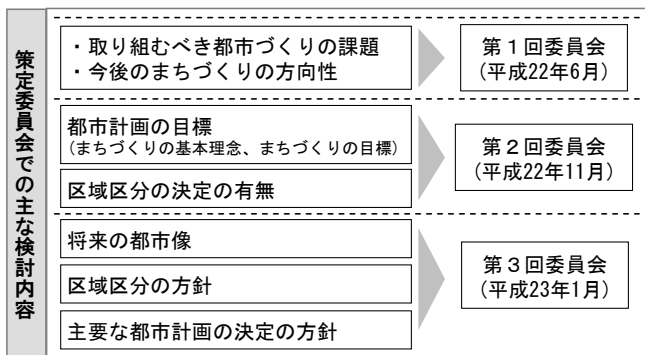 策定委員会での主な検討内容
・取り組むべき都市づくりの課題
・今後のまちづくりの方向性
第1回委員会
(平成22年6月)
都市計画の目標
(まちづくりの基本理念、まちづくりの目標)
区域区分の決定の有無
第2回委員会
(平成22年11月)
将来の都市像
区域区分の方針
主要な都市計画の決定の方針
第3回委員会
(平成23年1月)